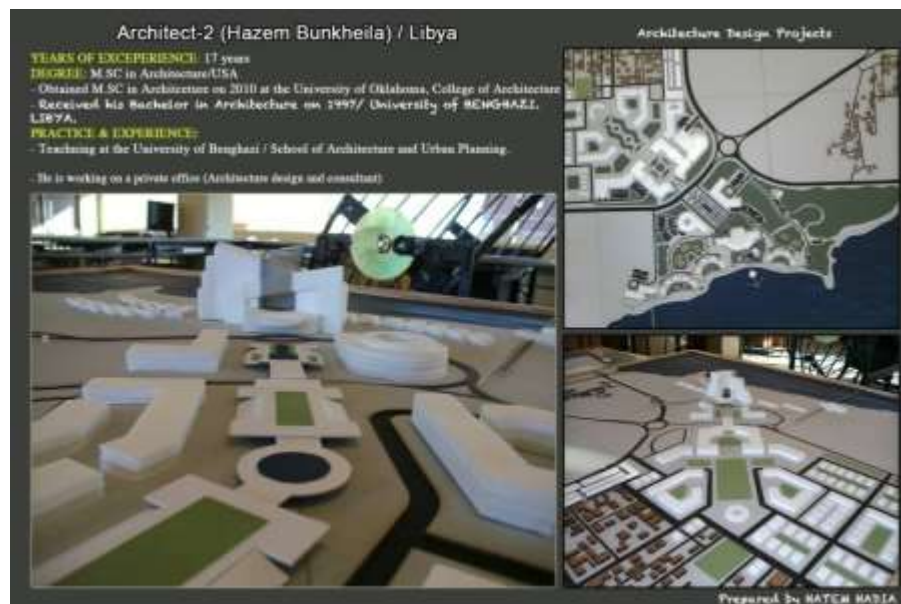 Architect-2 (Hazem Bunkheila) / Libya
Architecture Design Projects
YEARS OF EXCEPERIENCE: 17 years
DEGREE: M.SC in Architecture/USA
- Obtained M.SC in Architecture on 2010 at the University of Oklahoma, College of Architecture
- Received his Bachelor in Architecture on 1997/ University of BENGHAZI.
LIBYA.
PRACTICE & EXPERIENCE:
- Teachning at the University of Benghazi / School of Architecture and Urban Planning.
- He is working on a private office (Architecture design and consultant)
Prepared by HATEM HADIA